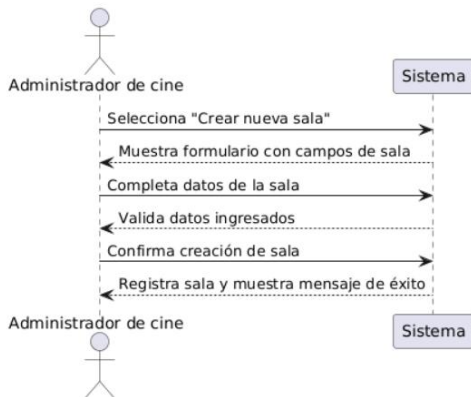 Administrador de cine
Sistema
Selecciona "Crear nueva sala"
Muestra formulario con campos de sala
Completa datos de la sala
Valida datos ingresados
Confirma creación de sala
Registra sala y muestra mensaje de éxito
Administrador de cine
Sistema